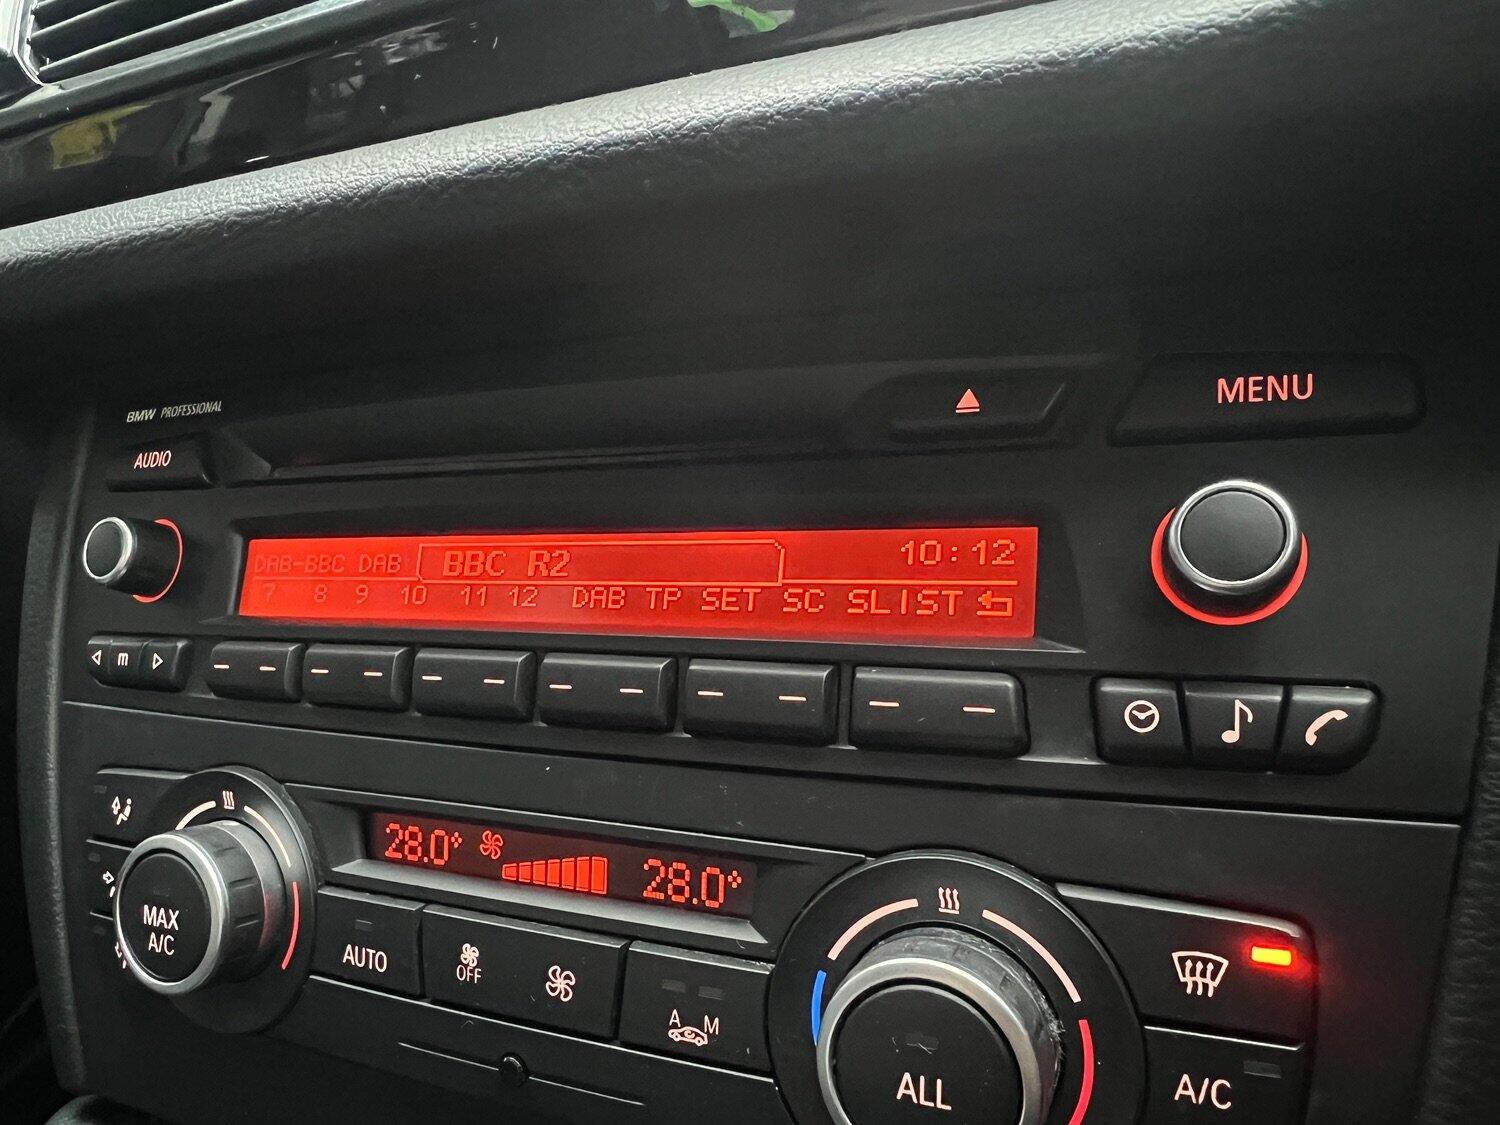 BMW PROFESSIONAL
MENU
AUDIO
DAB-BBC DAB BBC R2 10:12
7 8 9 10 11 12 DAB TP SET SC SLIST
m
28.0° 28.0°
MAX
A/C
AUTO
OFF
A M
ALL
A/C